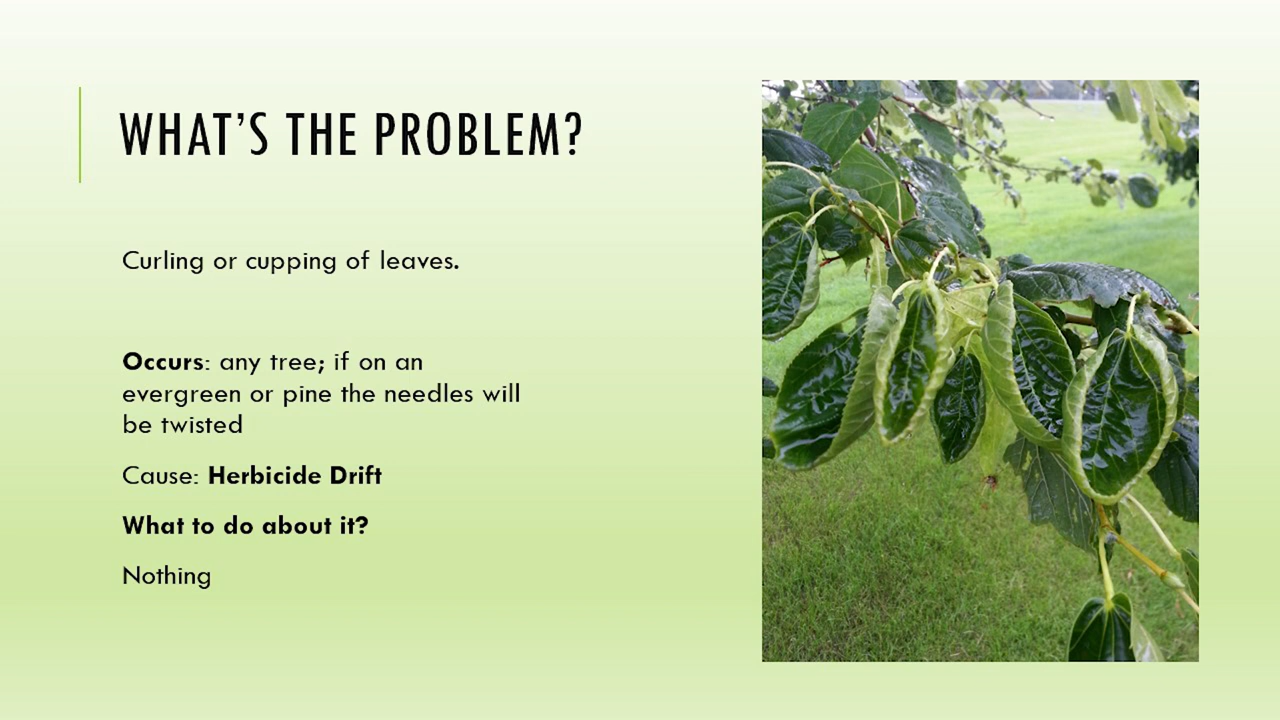 WHAT'S THE PROBLEM?
Curling or cupping of leaves.
Occurs: any tree; if on an
evergreen or pine the needles will
be twisted
Cause: Herbicide Drift
What to do about it?
Nothing